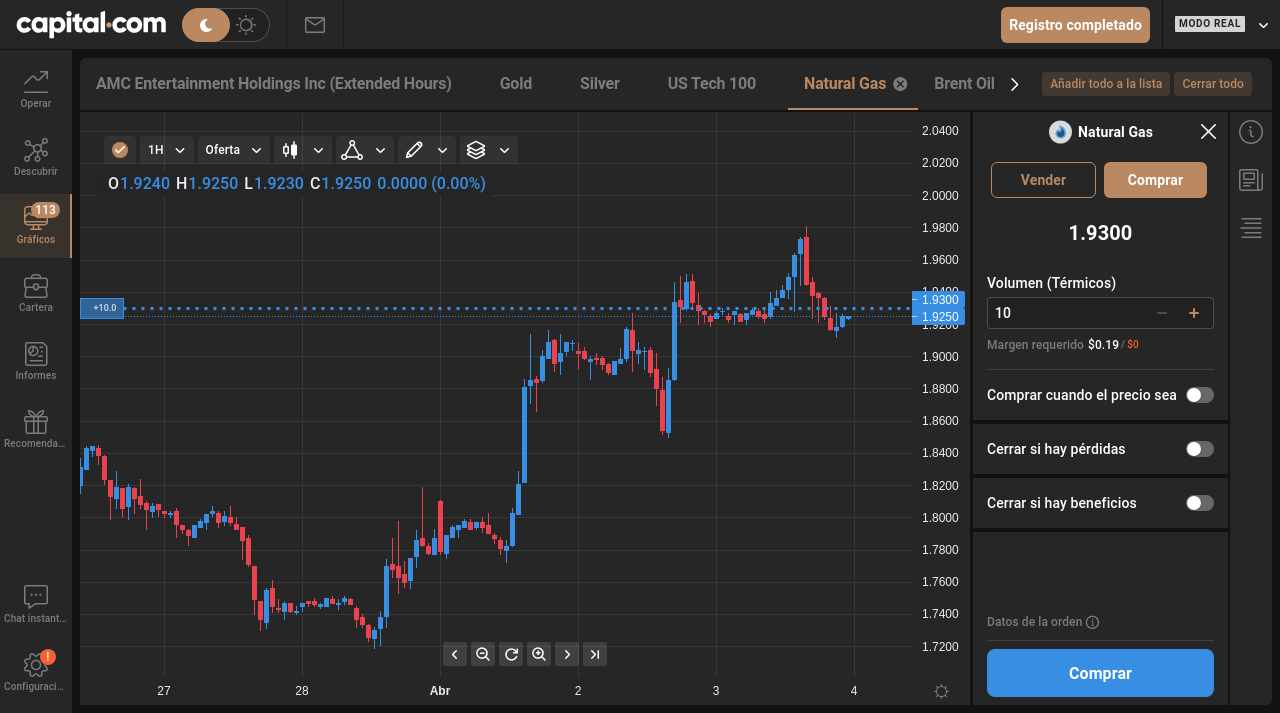 capital.com
Registro completado
MODO REAL
Operar
Descubrir
113
Gráficos
Cartera
Informes
Recomenda...
Chat instant...
!
Configuraci...
AMC Entertainment Holdings Inc (Extended Hours)
Gold
Silver
US Tech 100
Natural Gas
Brent Oil
Añadir todo a la lista
Cerrar todo
1H
Oferta
O1.9240 H1.9250 L1.9230 C1.9250 0.0000 (0.00%)
+10.0
2.0400
2.0200
2.0000
1.9800
1.9600
1.9400
1.9300
1.9250
1.9200
1.9000
1.8800
1.8600
1.8400
1.8200
1.8000
1.7800
1.7600
1.7400
1.7200
27
28
Abr
2
3
4
Natural Gas
Vender
Comprar
1.9300
Volumen (Térmicos)
10
Margen requerido $0.19 / $0
Comprar cuando el precio sea
Cerrar si hay pérdidas
Cerrar si hay beneficios
Datos de la orden
Comprar